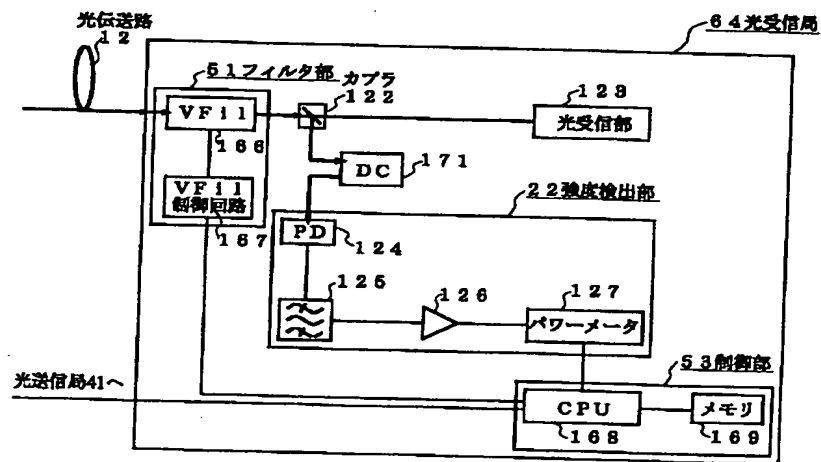 光伝送路
12
64光受信局
51フィルタ部
カプラ
122
VFil
166
123
光受信部
DC
171
VFil
制御回路
167
22強度検出部
PD
124
125
126
127
パワーメータ
53制御部
光送信局41へ
CPU
168
メモリ
169